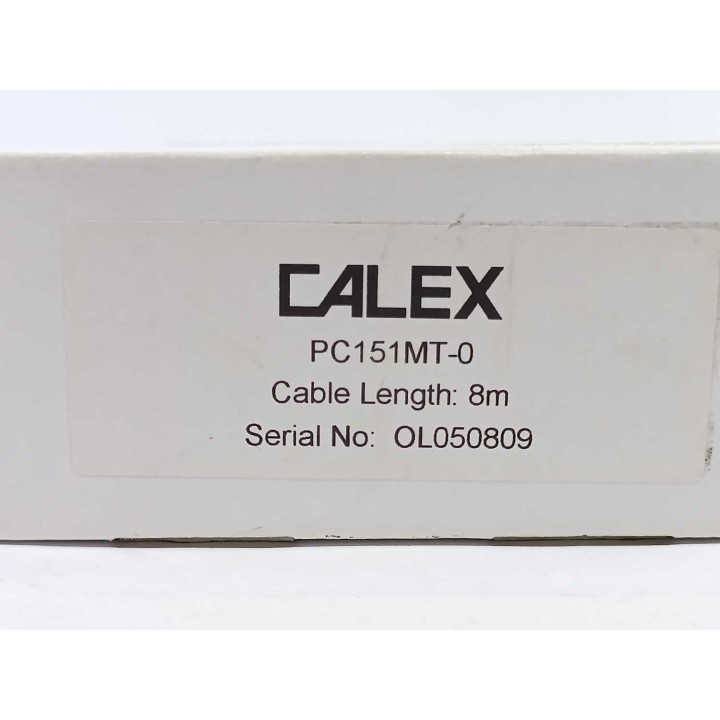 CALEX
PC151MT-0
Cable Length: 8m
Serial No: OL050809